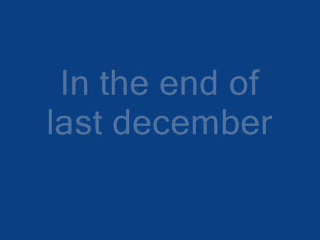 In the end of
last december